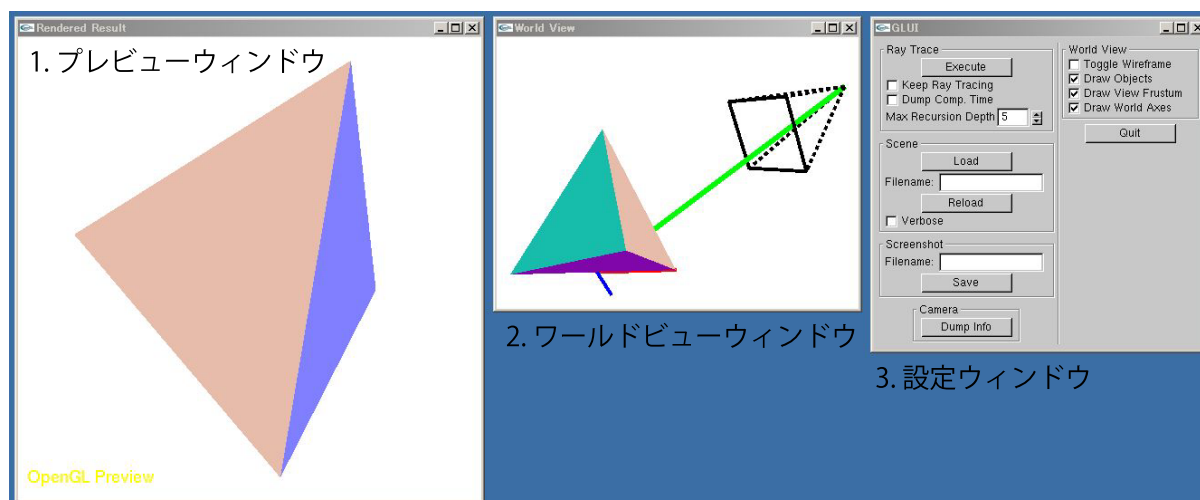 Rendered Result
1. プレビューウィンドウ
OpenGL Preview
World View
2. ワールドビューウィンドウ
GLUI
Ray Trace
Execute
Keep Ray Tracing
Dump Comp. Time
Max Recursion Depth 5
Scene
Load
Filename:
Reload
Verbose
Screenshot
Filename:
Save
Camera
Dump Info
World View
Toggle Wireframe
Draw Objects
Draw View Frustum
Draw World Axes
Quit
3. 設定ウィンドウ